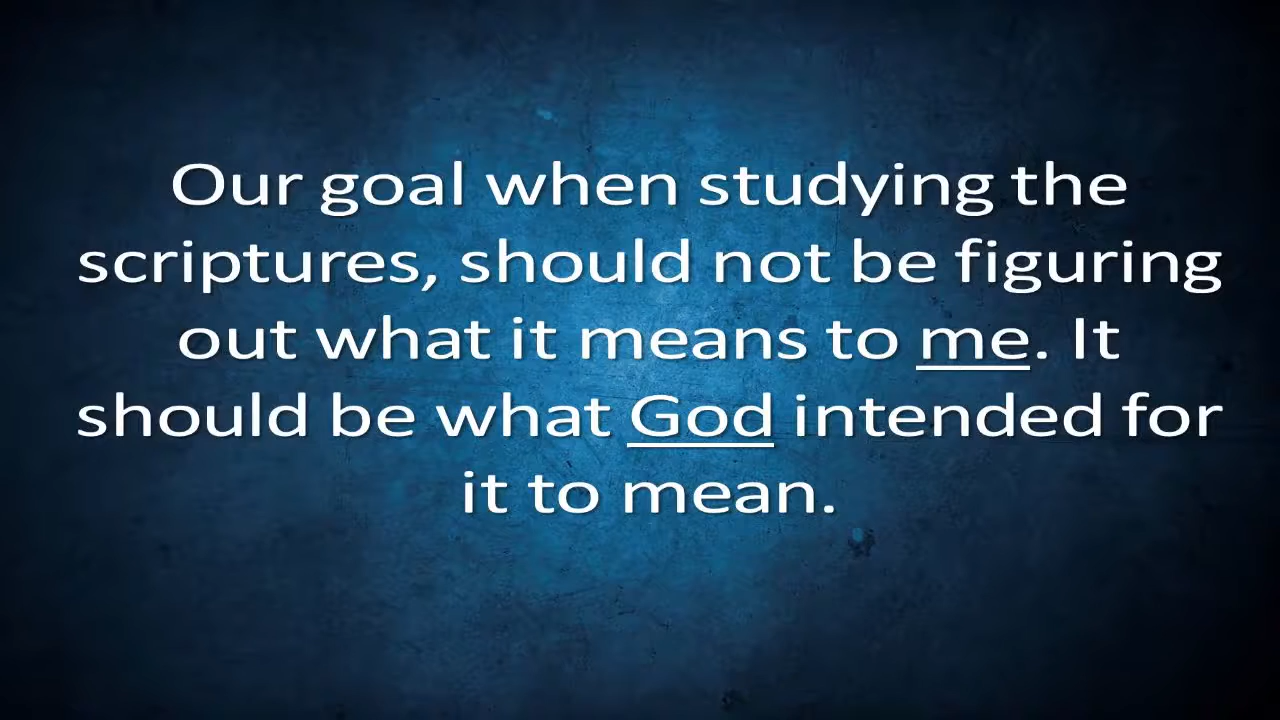 Our goal when studying the
scriptures, should not be figuring
out what it means to me. It
should be what God intended for
it to mean.